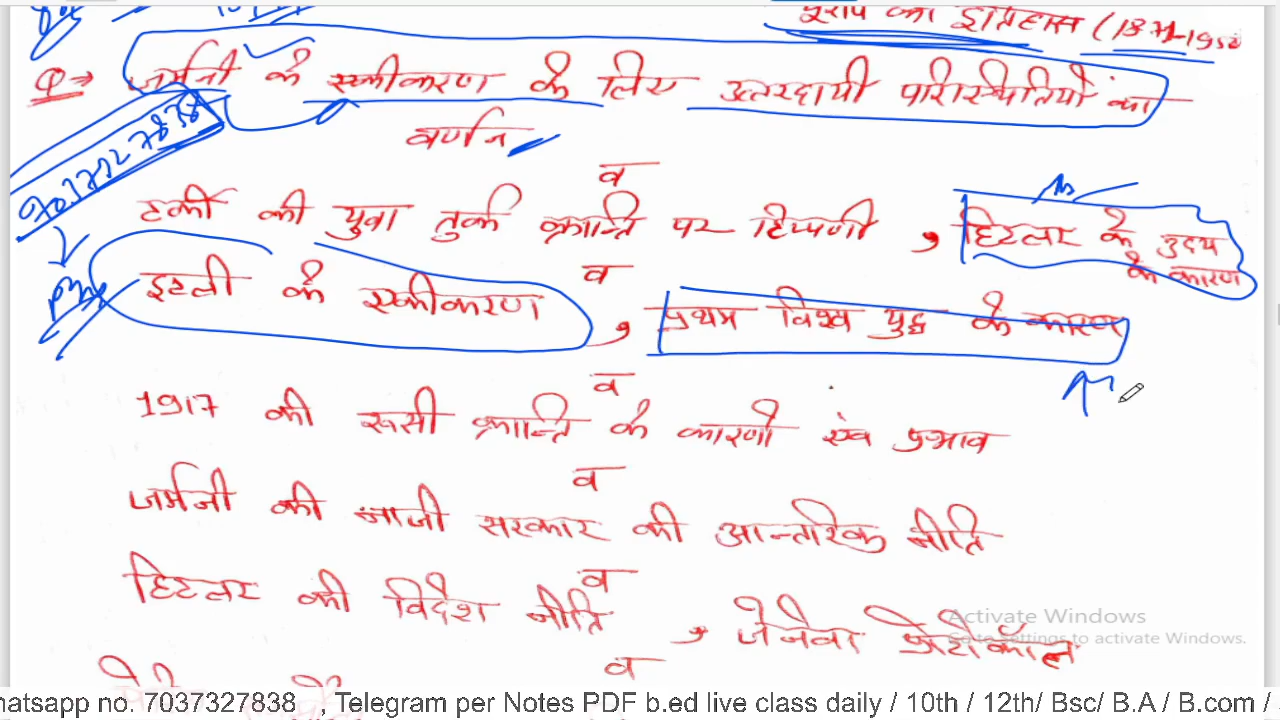 यूरोप का इतिहास (1871-1950
Q⇒ जर्मनी के एकीकरण के लिए उत्तरदायी परिस्थितियों का
वर्णन
व
टर्की की युवा तुर्क क्रान्ति पर टिप्पणी , हिटलर के उदय
के कारण
व
इटली के एकीकरण , प्रथम विश्व युद्ध के कारण
व
1917 की रूसी क्रान्ति के कारणों एंव प्रभाव
व
जर्मनी की नाजी सरकार की आन्तरिक नीति
व
हिटलर की विदेश नीति , जेनेवा प्रोटोकॉल
व
Activate Windows
Go to Settings to activate Windows.
hatsapp no. 7037327838 , Telegram per Notes PDF b.ed live class daily / 10th / 12th/ Bsc/ B.A / B.com /